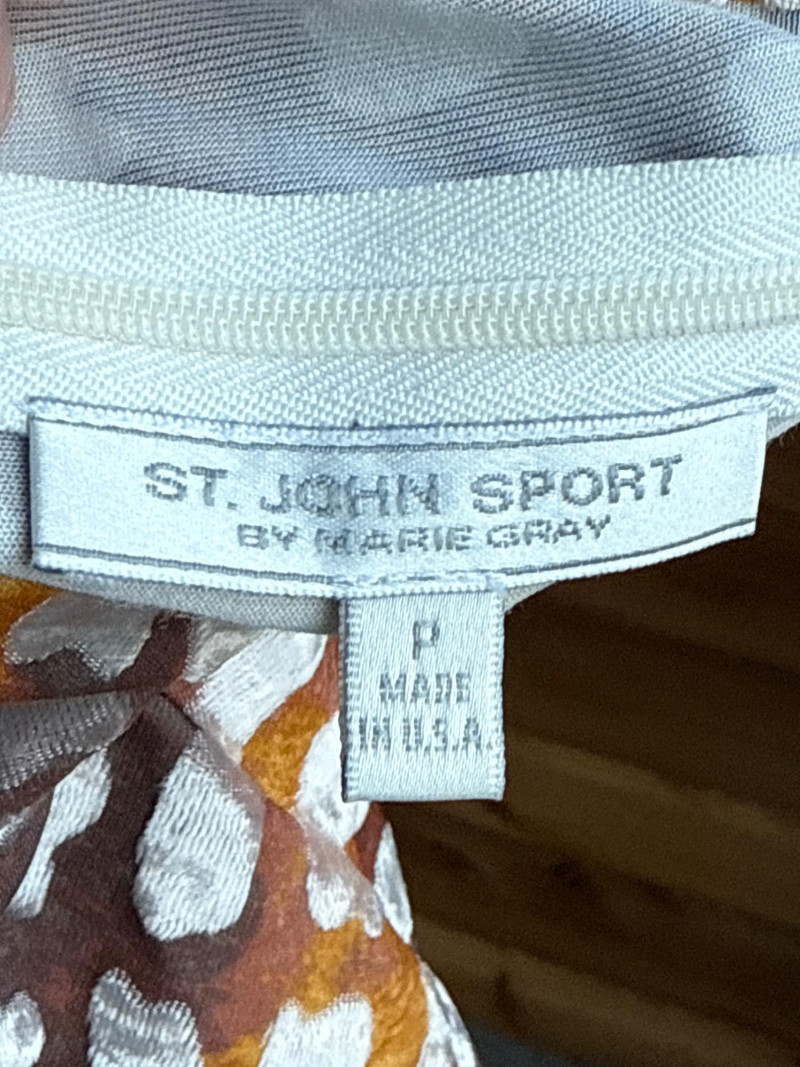 ST. JOHN SPORT
BY MARIE GRAY
P
MADE
IN U.S.A.